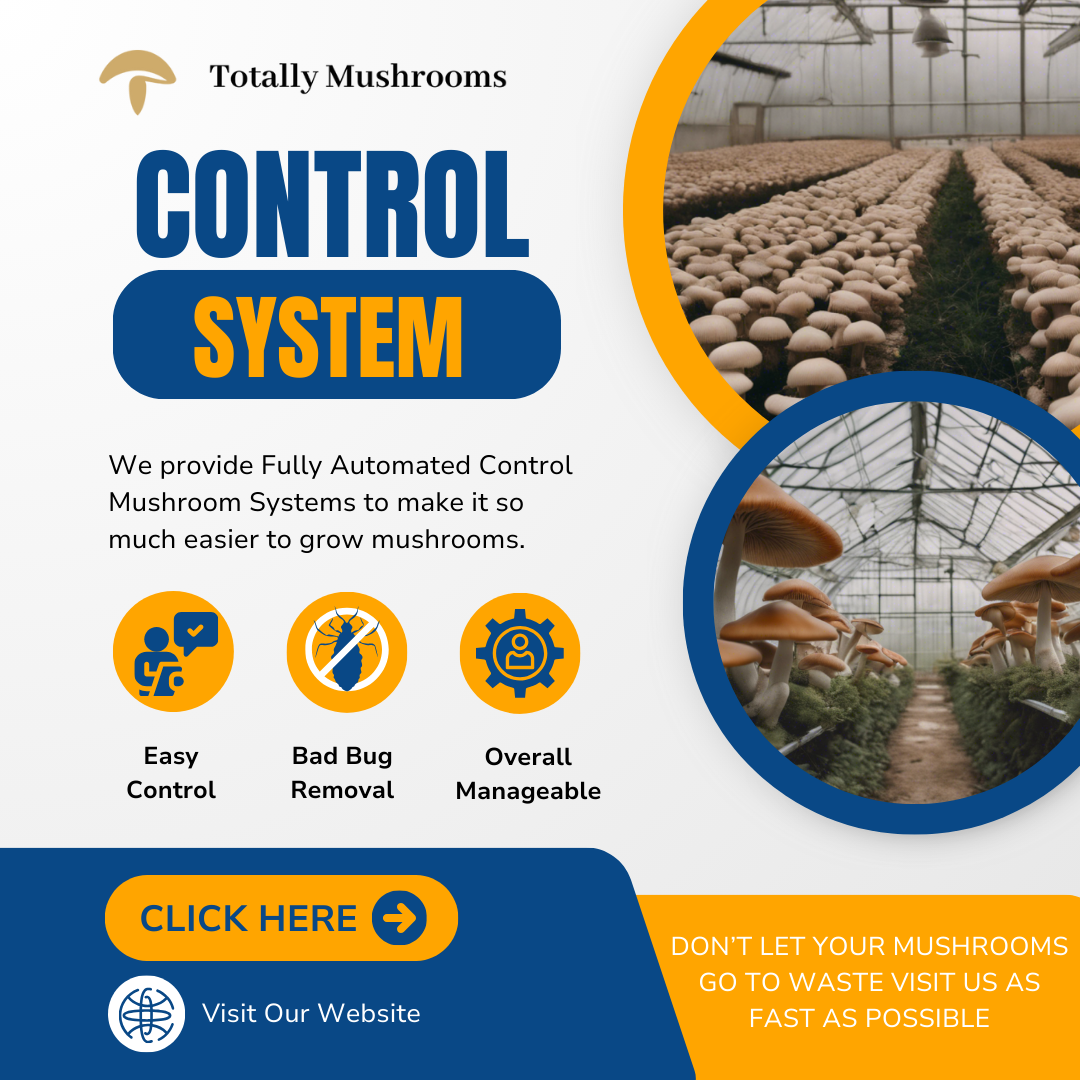 Totally Mushrooms
CONTROL
SYSTEM
We provide Fully Automated Control
Mushroom Systems to make it so
much easier to grow mushrooms.
Easy
Control
Bad Bug
Removal
Overall
Manageable
CLICK HERE
Visit Our Website
DON’T LET YOUR MUSHROOMS
GO TO WASTE VISIT US AS
FAST AS POSSIBLE